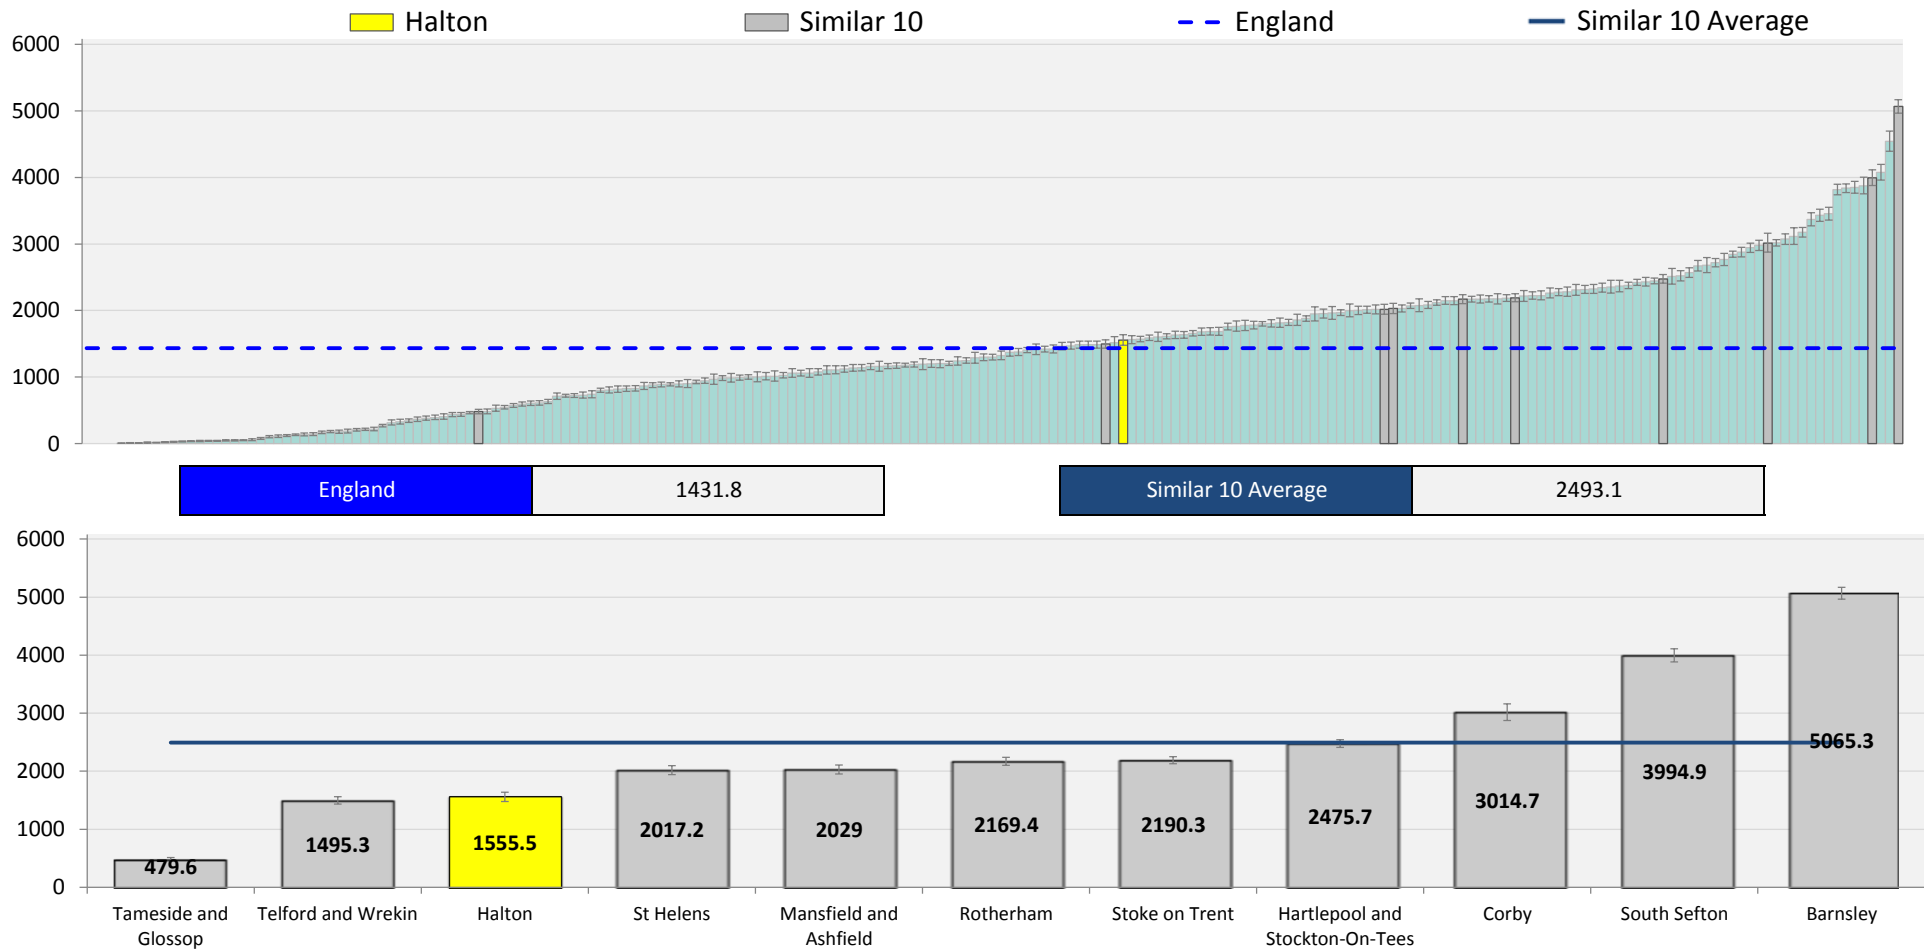 Halton Similar 10 England Similar 10 Average
6000
5000
4000
3000
2000
1000
0
England 1431.8 Similar 10 Average 2493.1
6000
5000
4000
3000
2000
1000
0
479.6 1495.3 1555.5 2017.2 2029 2169.4 2190.3 2475.7 3014.7 3994.9 5065.3
Tameside and Glossop
Telford and Wrekin
Halton
St Helens
Mansfield and Ashfield
Rotherham
Stoke on Trent
Hartlepool and Stockton-On-Tees
Corby
South Sefton
Barnsley